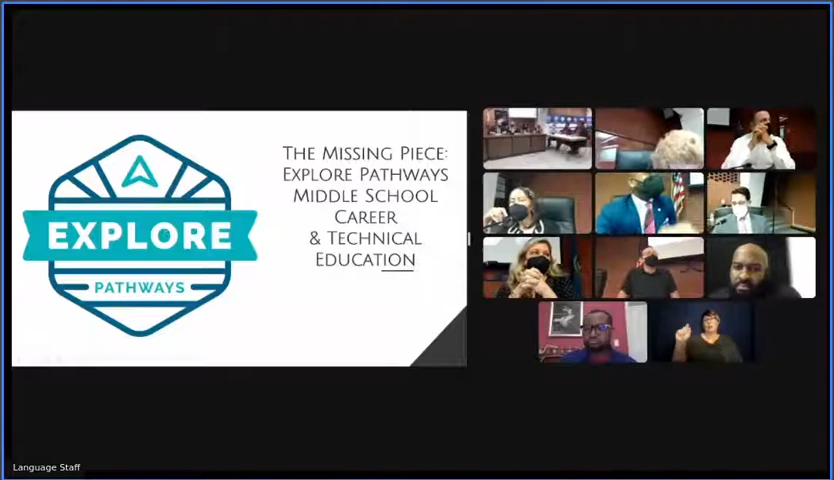 EXPLORE
PATHWAYS
The Missing Piece:
Explore Pathways
Middle School
Career
& Technical
Education
Language Staff